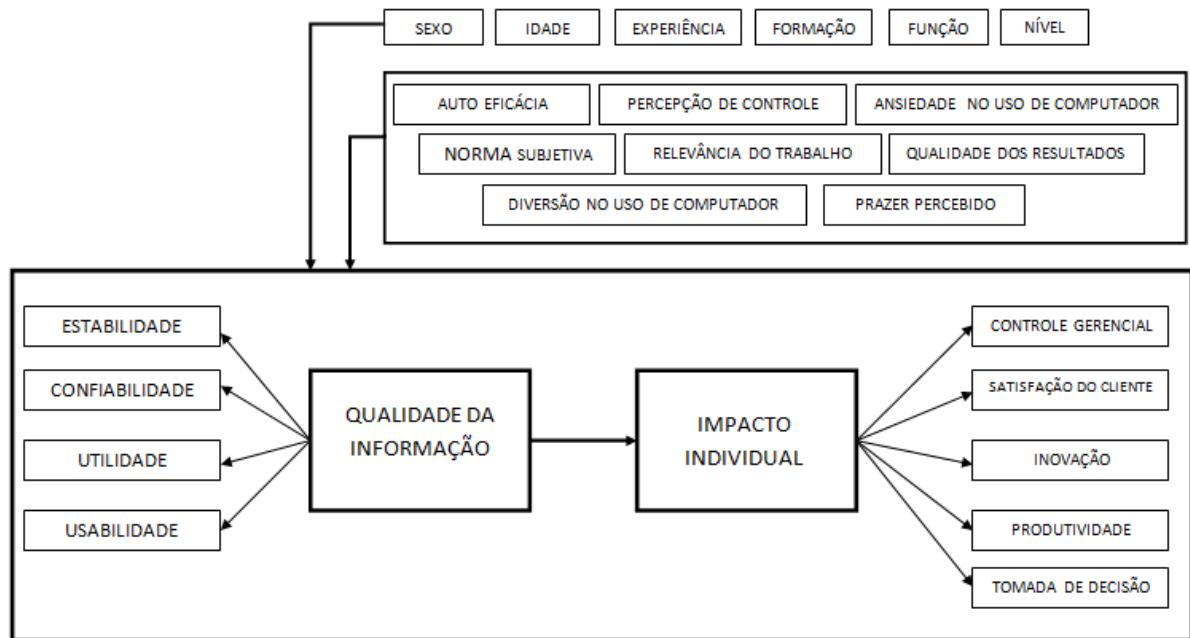 SEXO
IDADE
EXPERIÊNCIA
FORMAÇÃO
FUNÇÃO
NÍVEL
AUTO EFICÁCIA
PERCEPÇÃO DE CONTROLE
ANSIEDADE NO USO DE COMPUTADOR
NORMA SUBJETIVA
RELEVÂNCIA DO TRABALHO
QUALIDADE DOS RESULTADOS
DIVERSÃO NO USO DE COMPUTADOR
PRAZER PERCEBIDO
ESTABILIDADE
CONFIABILIDADE
UTILIDADE
USABILIDADE
QUALIDADE DA
INFORMAÇÃO
IMPACTO
INDIVIDUAL
CONTROLE GERENCIAL
SATISFAÇÃO DO CLIENTE
INOVAÇÃO
PRODUTIVIDADE
TOMADA DE DECISÃO